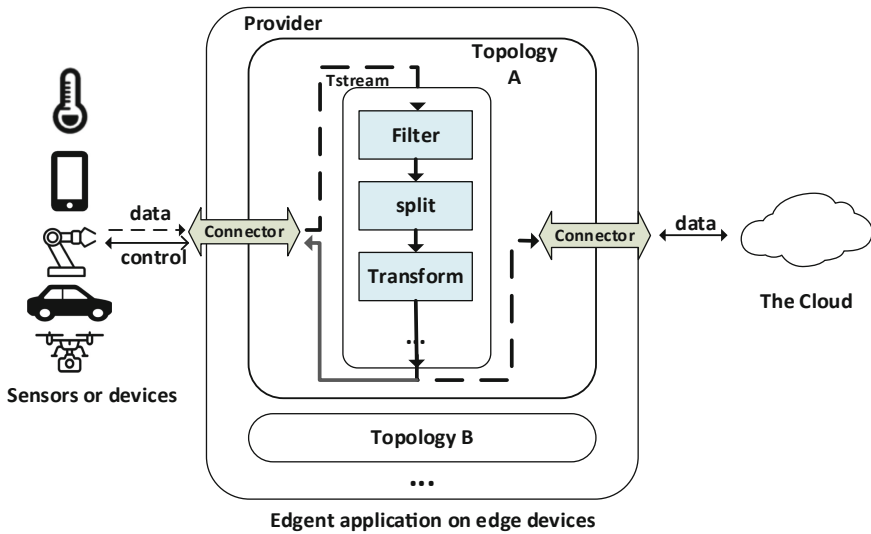 Provider
Topology
A
Tstream
Filter
split
Transform
...
data
control
Connector
Connector
data
The Cloud
Sensors or devices
Topology B
...
Edgent application on edge devices